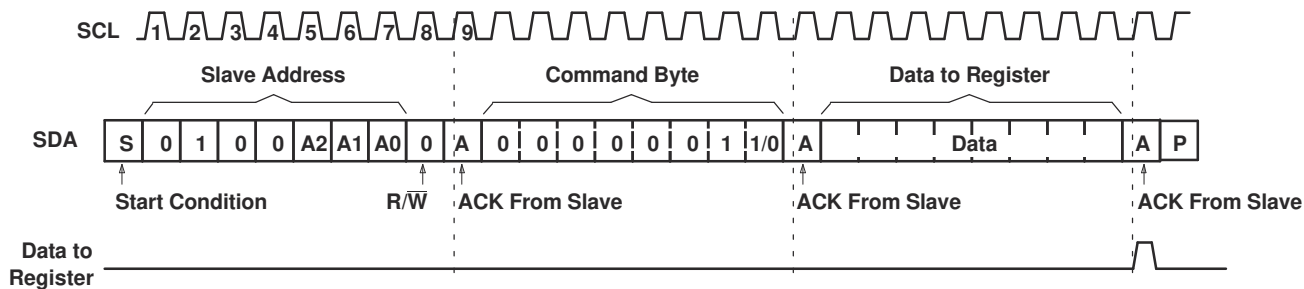 SCL 1 2 3 4 5 6 7 8 9
Slave Address Command Byte Data to Register
SDA S 0 1 0 0 A2 A1 A0 0 A 0 0 0 0 0 0 1 1/0 A Data A P
Start Condition R/W̅ ACK From Slave ACK From Slave ACK From Slave
Data to
Register